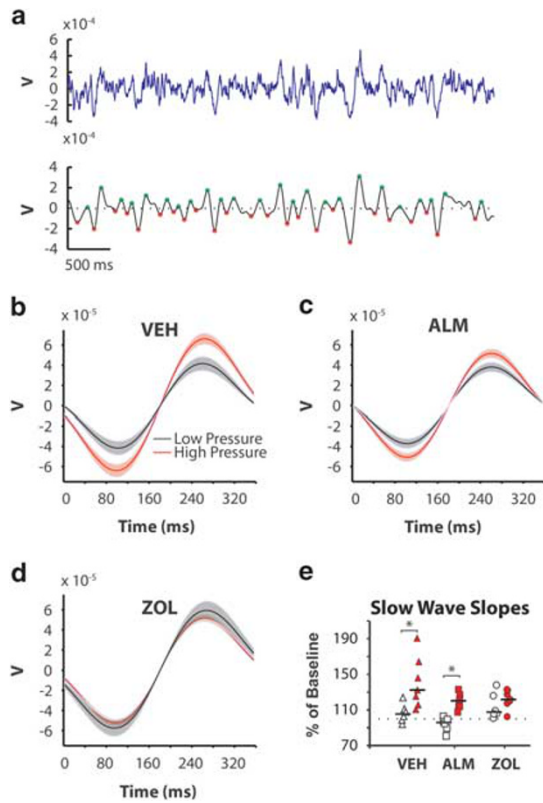 a
x 10-4
6
4
2
0
-2
-4
V
x 10-4
4
2
0
-2
-4
V
500 ms
b
x 10-5
VEH
6
4
2
0
-2
-4
-6
V
Low Pressure
High Pressure
0 80 160 240 320
Time (ms)
c
x 10-5
ALM
6
4
2
0
-2
-4
-6
V
0 80 160 240 320
Time (ms)
d
x 10-5
ZOL
6
4
2
0
-2
-4
-6
V
0 80 160 240 320
Time (ms)
e
Slow Wave Slopes
* *
190
150
110
70
% of Baseline
VEH ALM ZOL